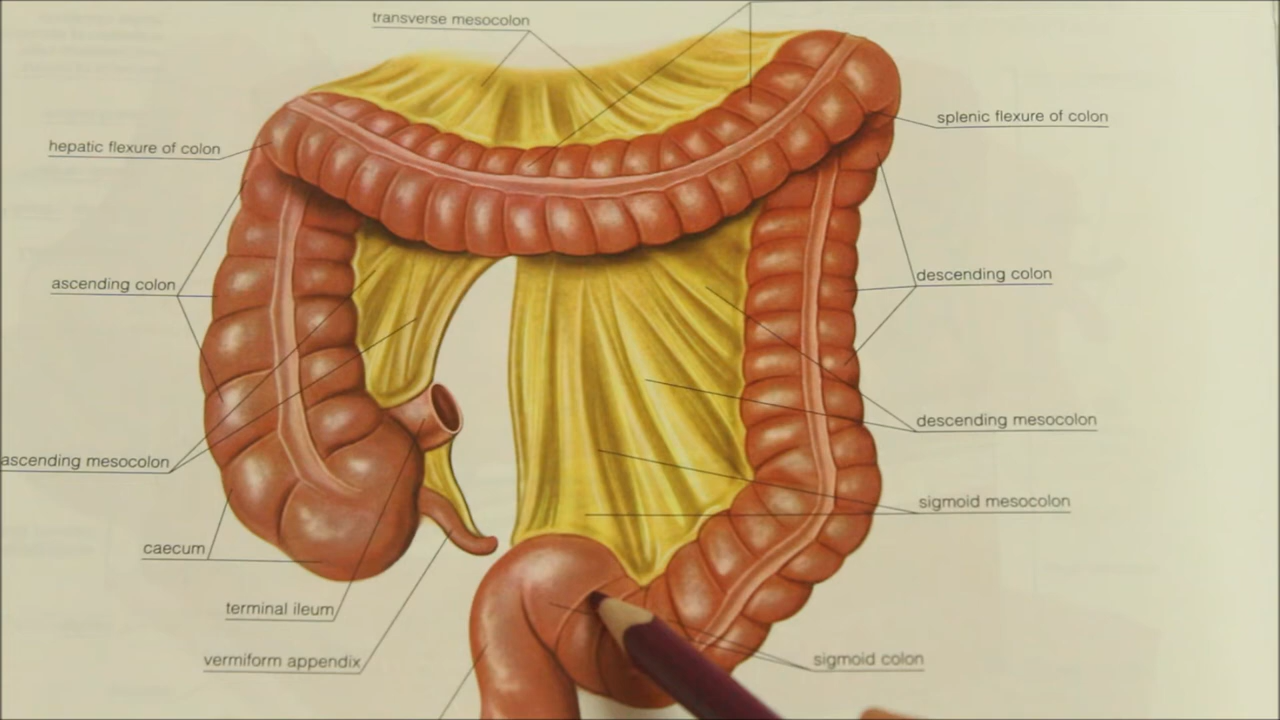 transverse mesocolon
splenic flexure of colon
hepatic flexure of colon
ascending colon
descending colon
descending mesocolon
ascending mesocolon
sigmoid mesocolon
caecum
terminal ileum
vermiform appendix
sigmoid colon